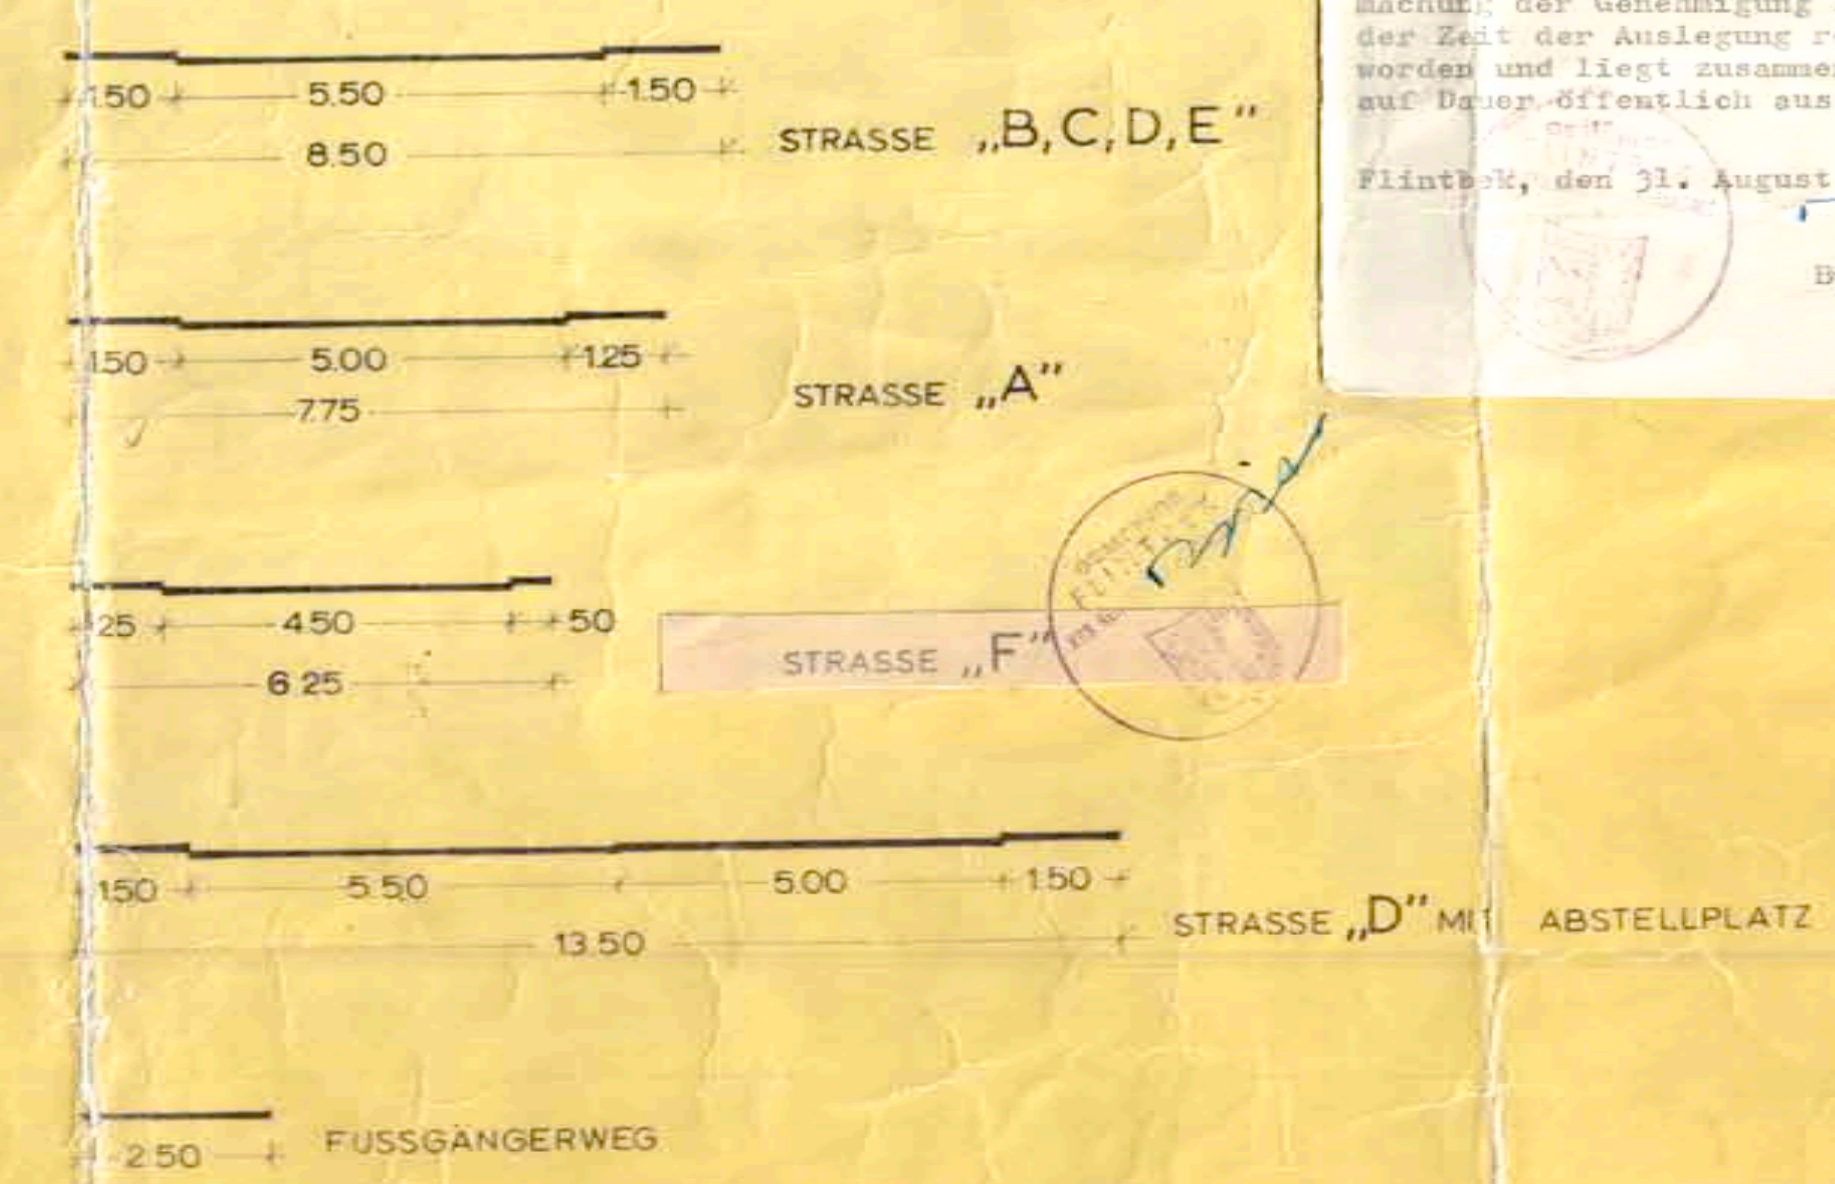 machung der Genehmigung
der Zeit der Auslegung r
worden und liegt zusammen
auf Dauer öffentlich aus
Flintbek, den 31. August
B
1.50 5.50 1.50
8.50
STRASSE „B, C, D, E"
1.50 5.00 1.25
7.75
STRASSE „A"
25 4.50 50
6.25
STRASSE „F"
1.50 5.50 5.00 1.50
13.50
STRASSE „D" MIT ABSTELLPLATZ
2.50
FUSSGÄNGERWEG